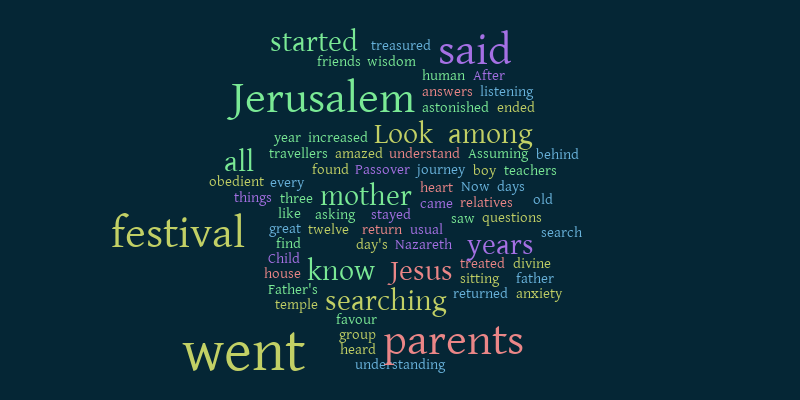 started treasured said
friends wisdom
human After
Jerusalem answers listening
astonished ended
year increased Look among
travellers amazed understand Assuming behind
all found Passover journey boy teachers
obedient every mother heart Now days
things three came relatives old
like asking stayed saw questions
festival great twelve return usual search
find day's Nazareth years
Child
house know Jesus treated divine
sitting father
Father's searching returned anxiety
temple
favour
went group parents
heard
understanding